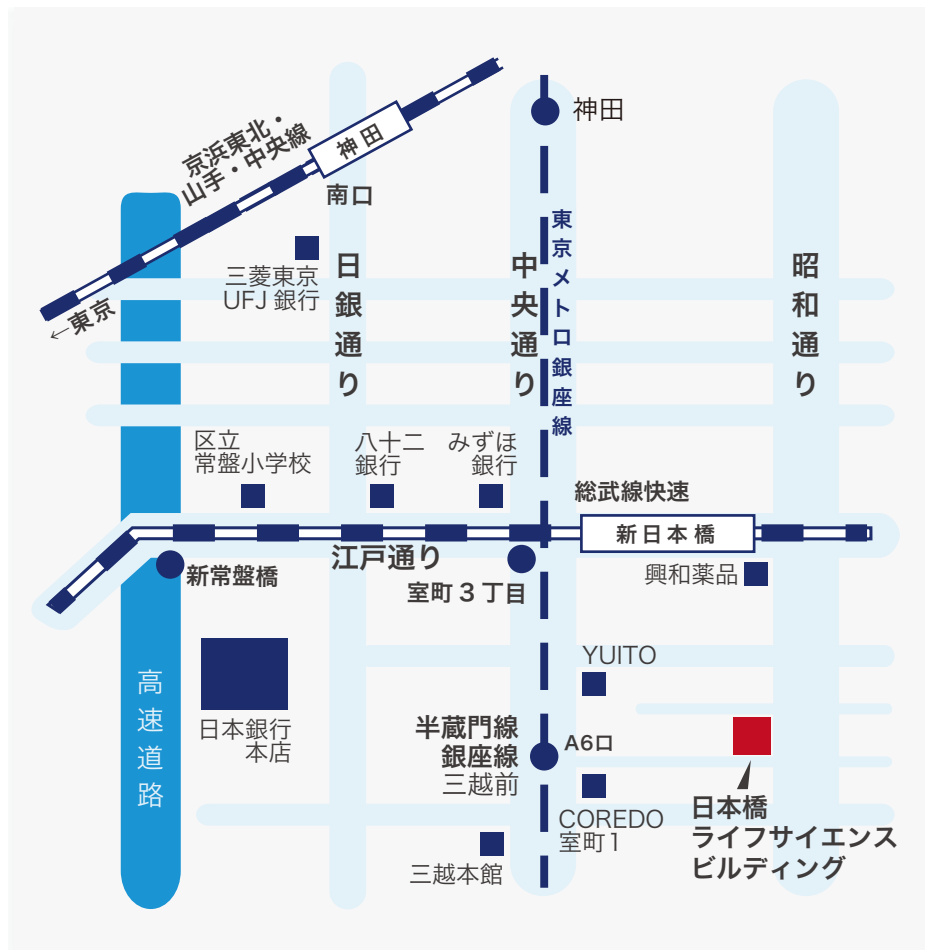 神田
京浜東北・
山手・中央線
神田
南口
←東京
三菱東京
UFJ 銀行
日銀通り
中央通り
東京メトロ銀座線
昭和通り
区立
常盤小学校
八十二
銀行
みずほ
銀行
総武線快速
新日本橋
江戸通り
新常盤橋
室町3丁目
興和薬品
高速道路
日本銀行
本店
YUITO
半蔵門線
銀座線
三越前
A6口
COREDO
室町1
三越本館
日本橋
ライフサイエンス
ビルディング